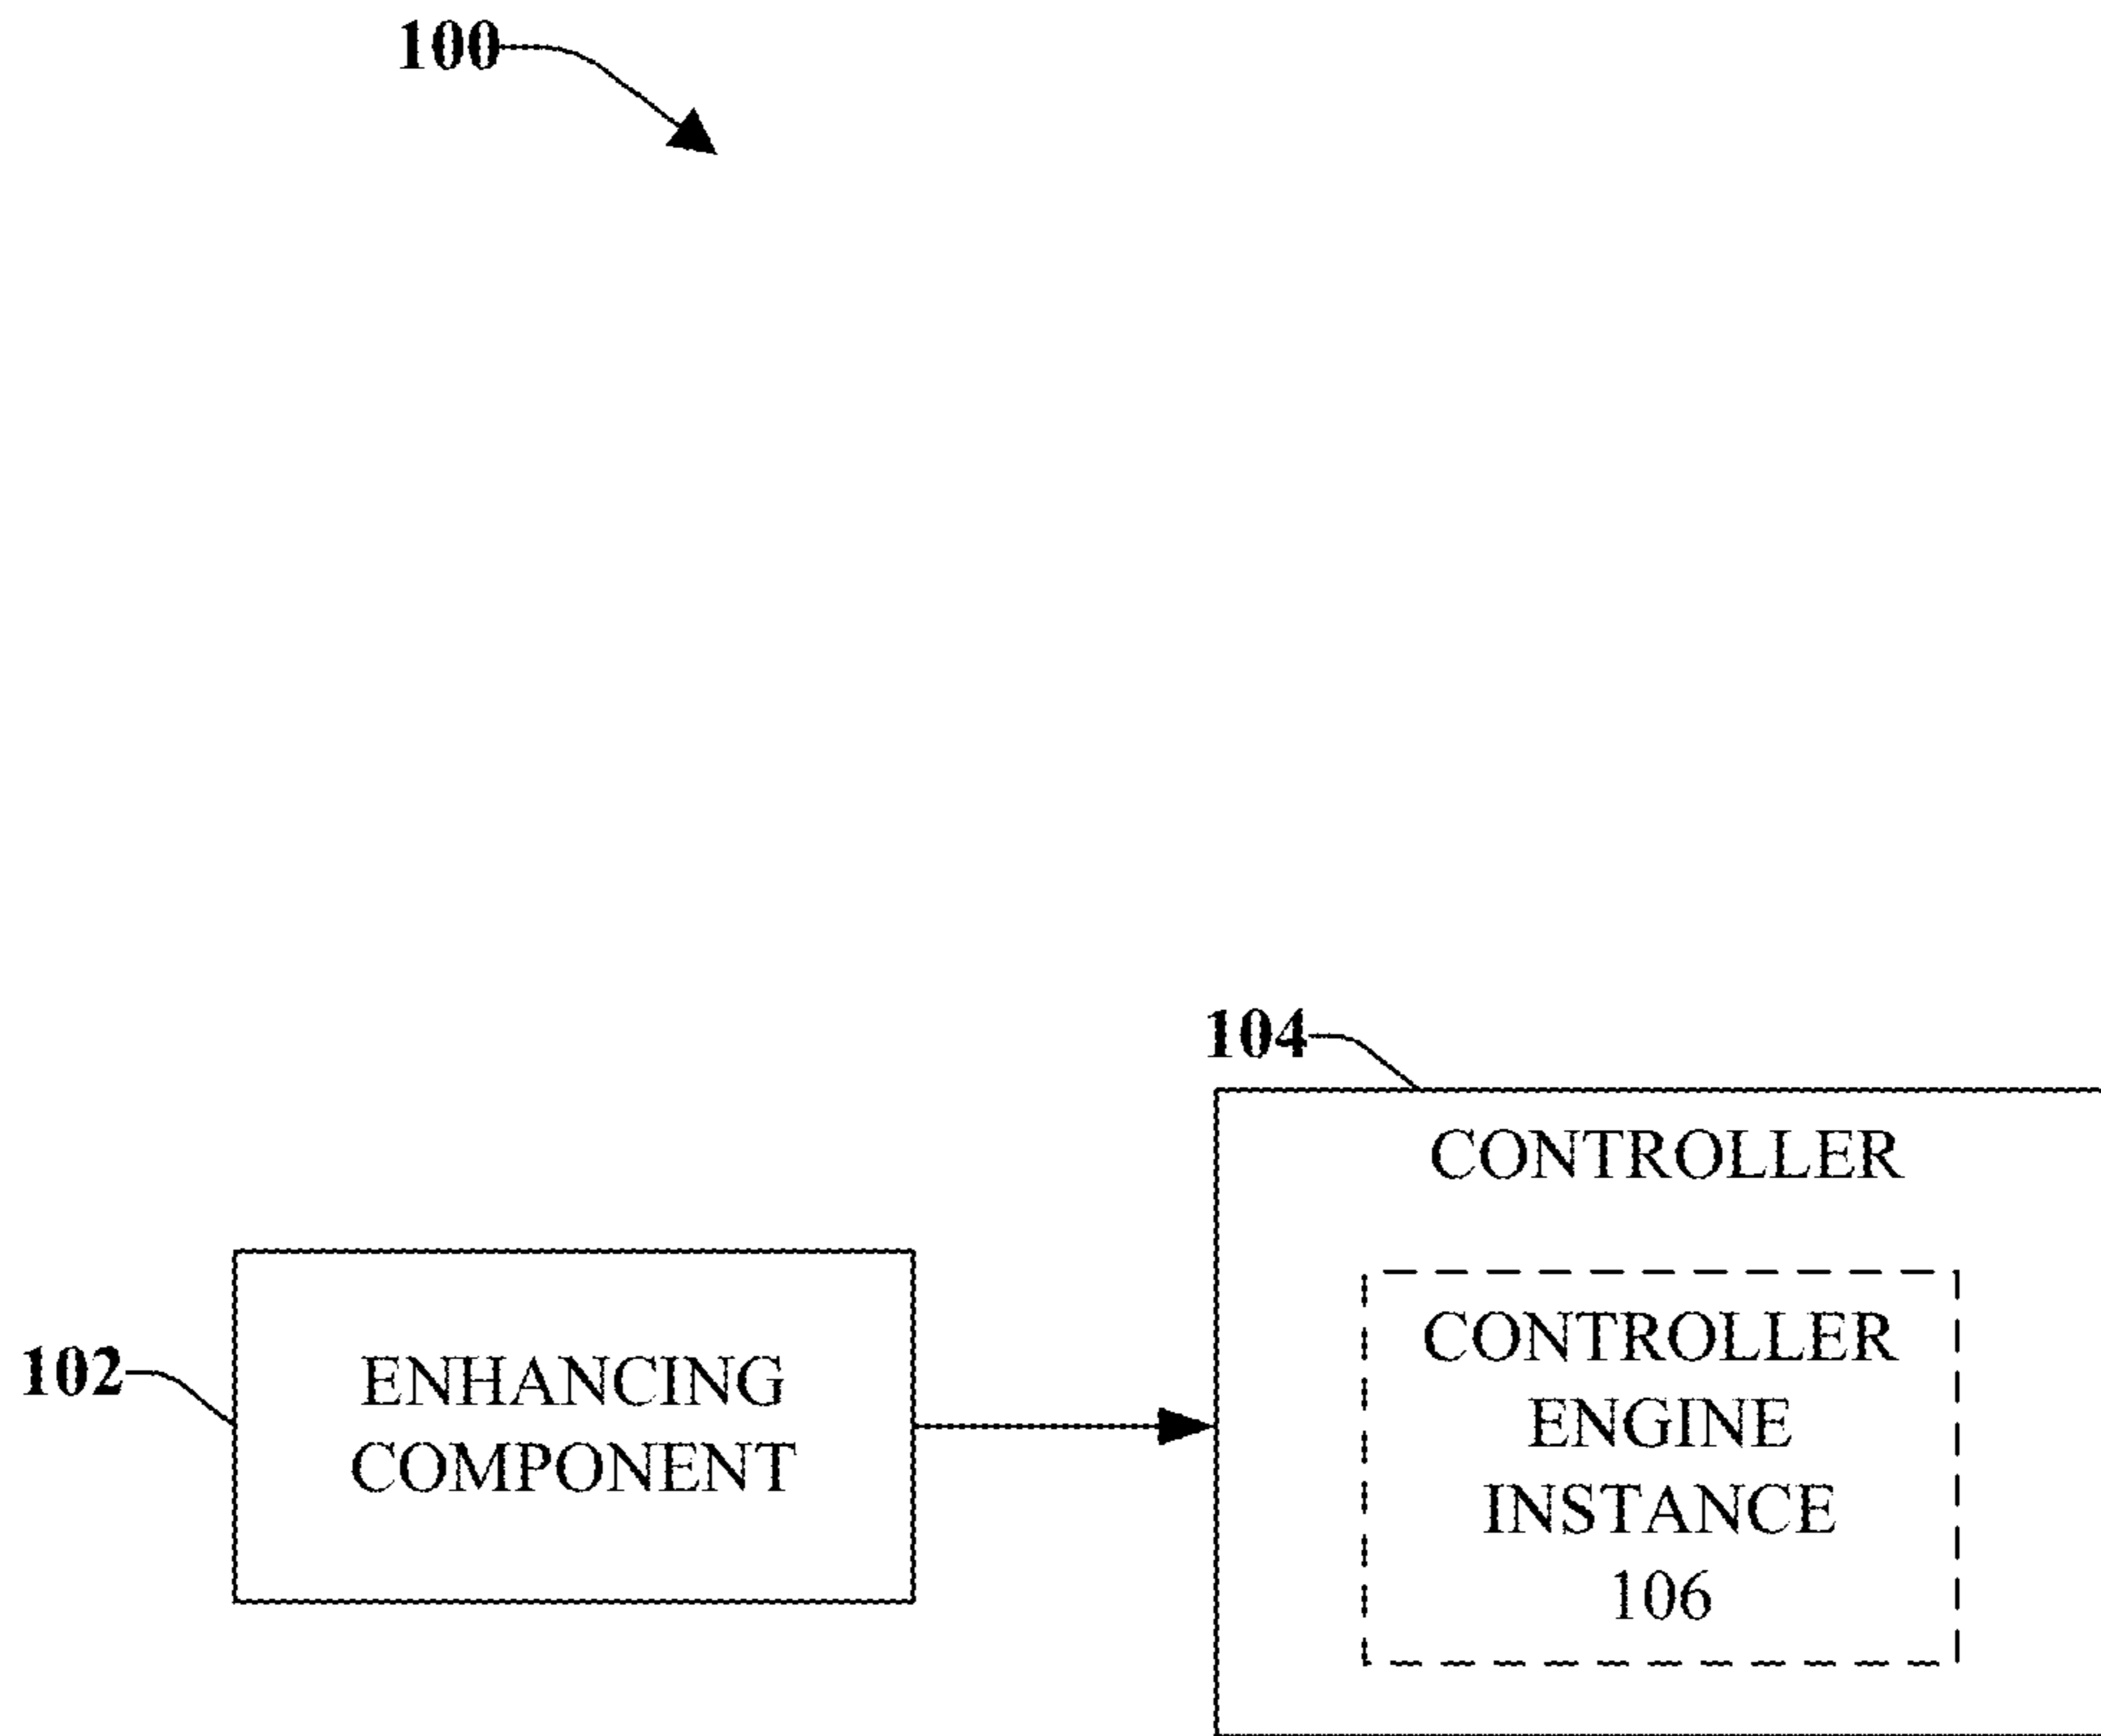 100
104
CONTROLLER
CONTROLLER
ENGINE
INSTANCE
106
102
ENHANCING
COMPONENT